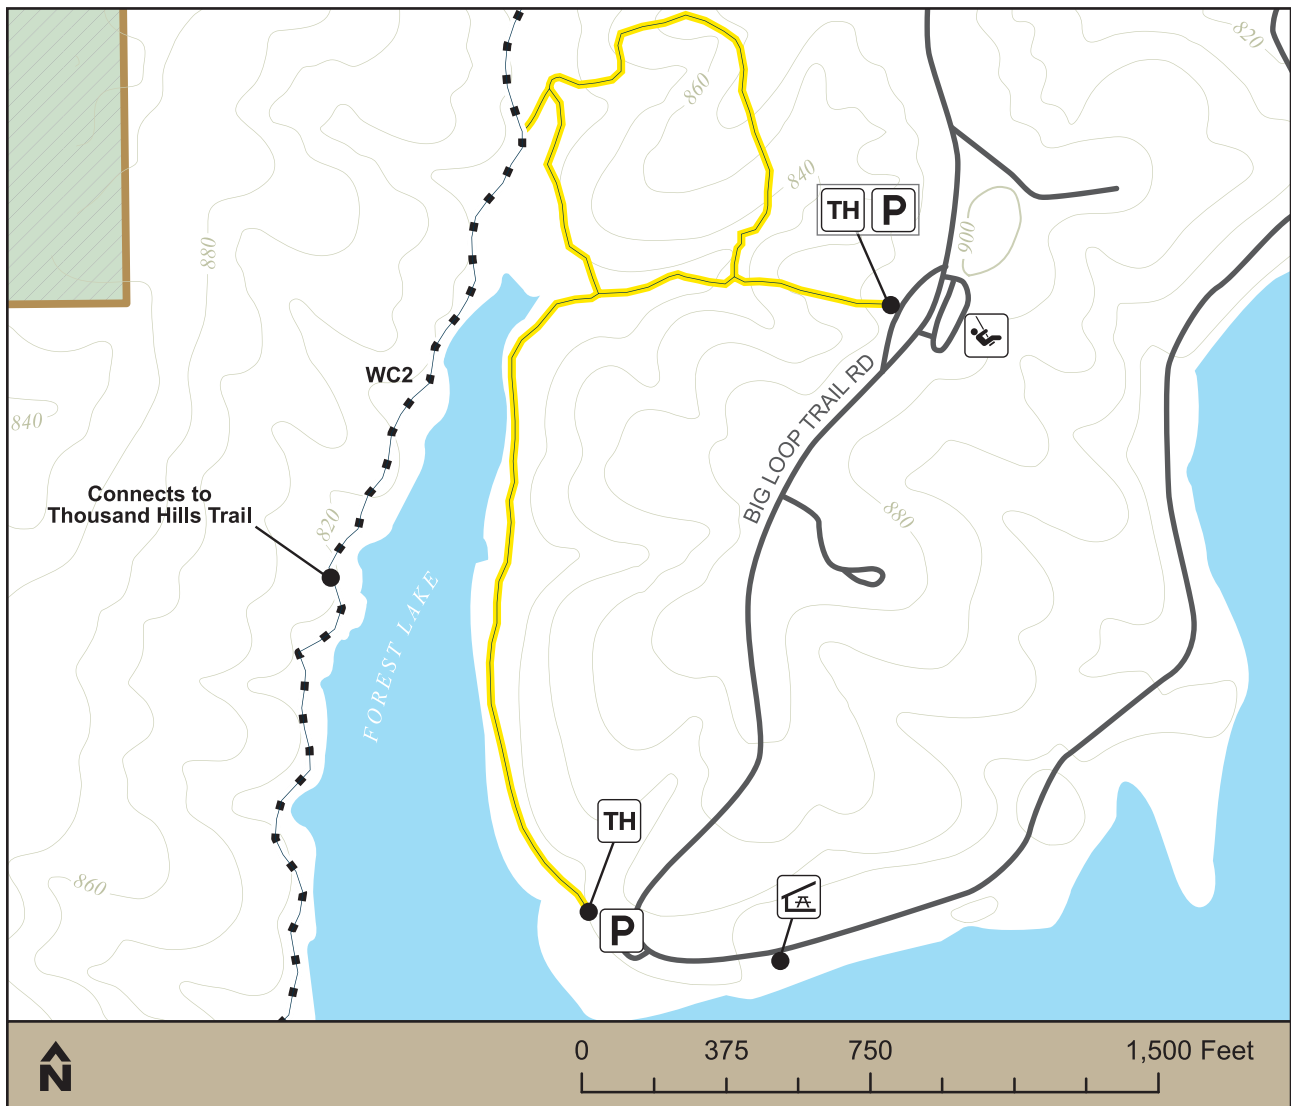 820
860
840
TH P
880
900
WC2
BIG LOOP TRAIL RD
840
Connects to
Thousand Hills Trail
820
880
FOREST LAKE
TH
860
P
N
0 375 750 1,500 Feet